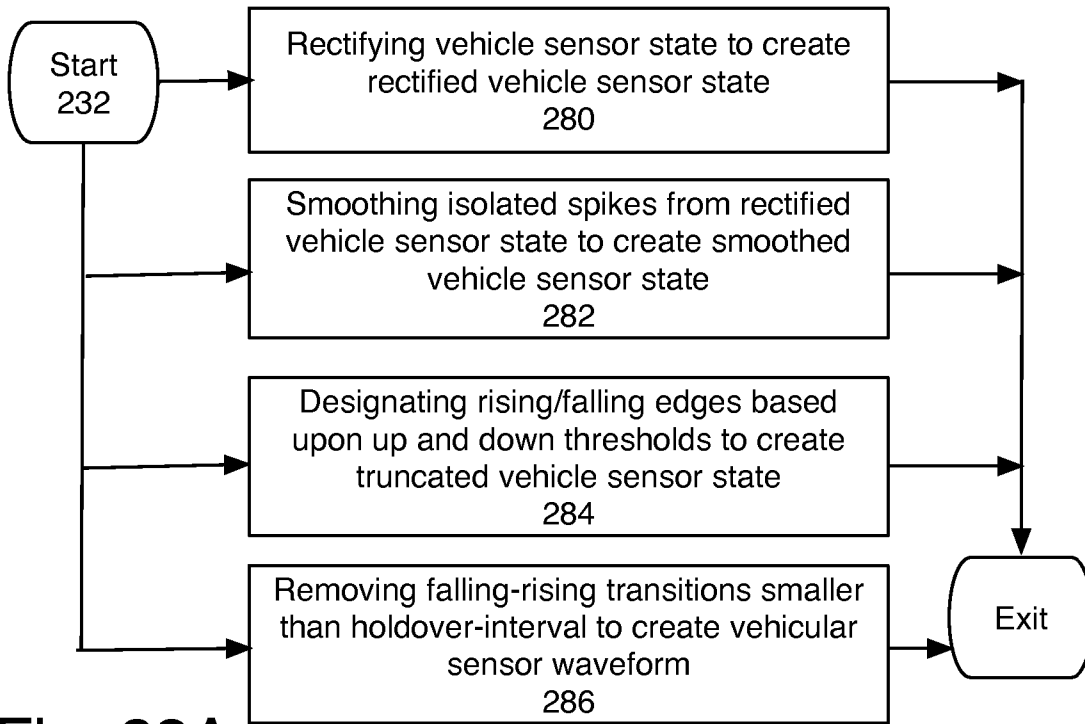 Start
232
Rectifying vehicle sensor state to create
rectified vehicle sensor state
280
Smoothing isolated spikes from rectified
vehicle sensor state to create smoothed
vehicle sensor state
282
Designating rising/falling edges based
upon up and down thresholds to create
truncated vehicle sensor state
284
Removing falling-rising transitions smaller
than holdover-interval to create vehicular
sensor waveform
286
Exit